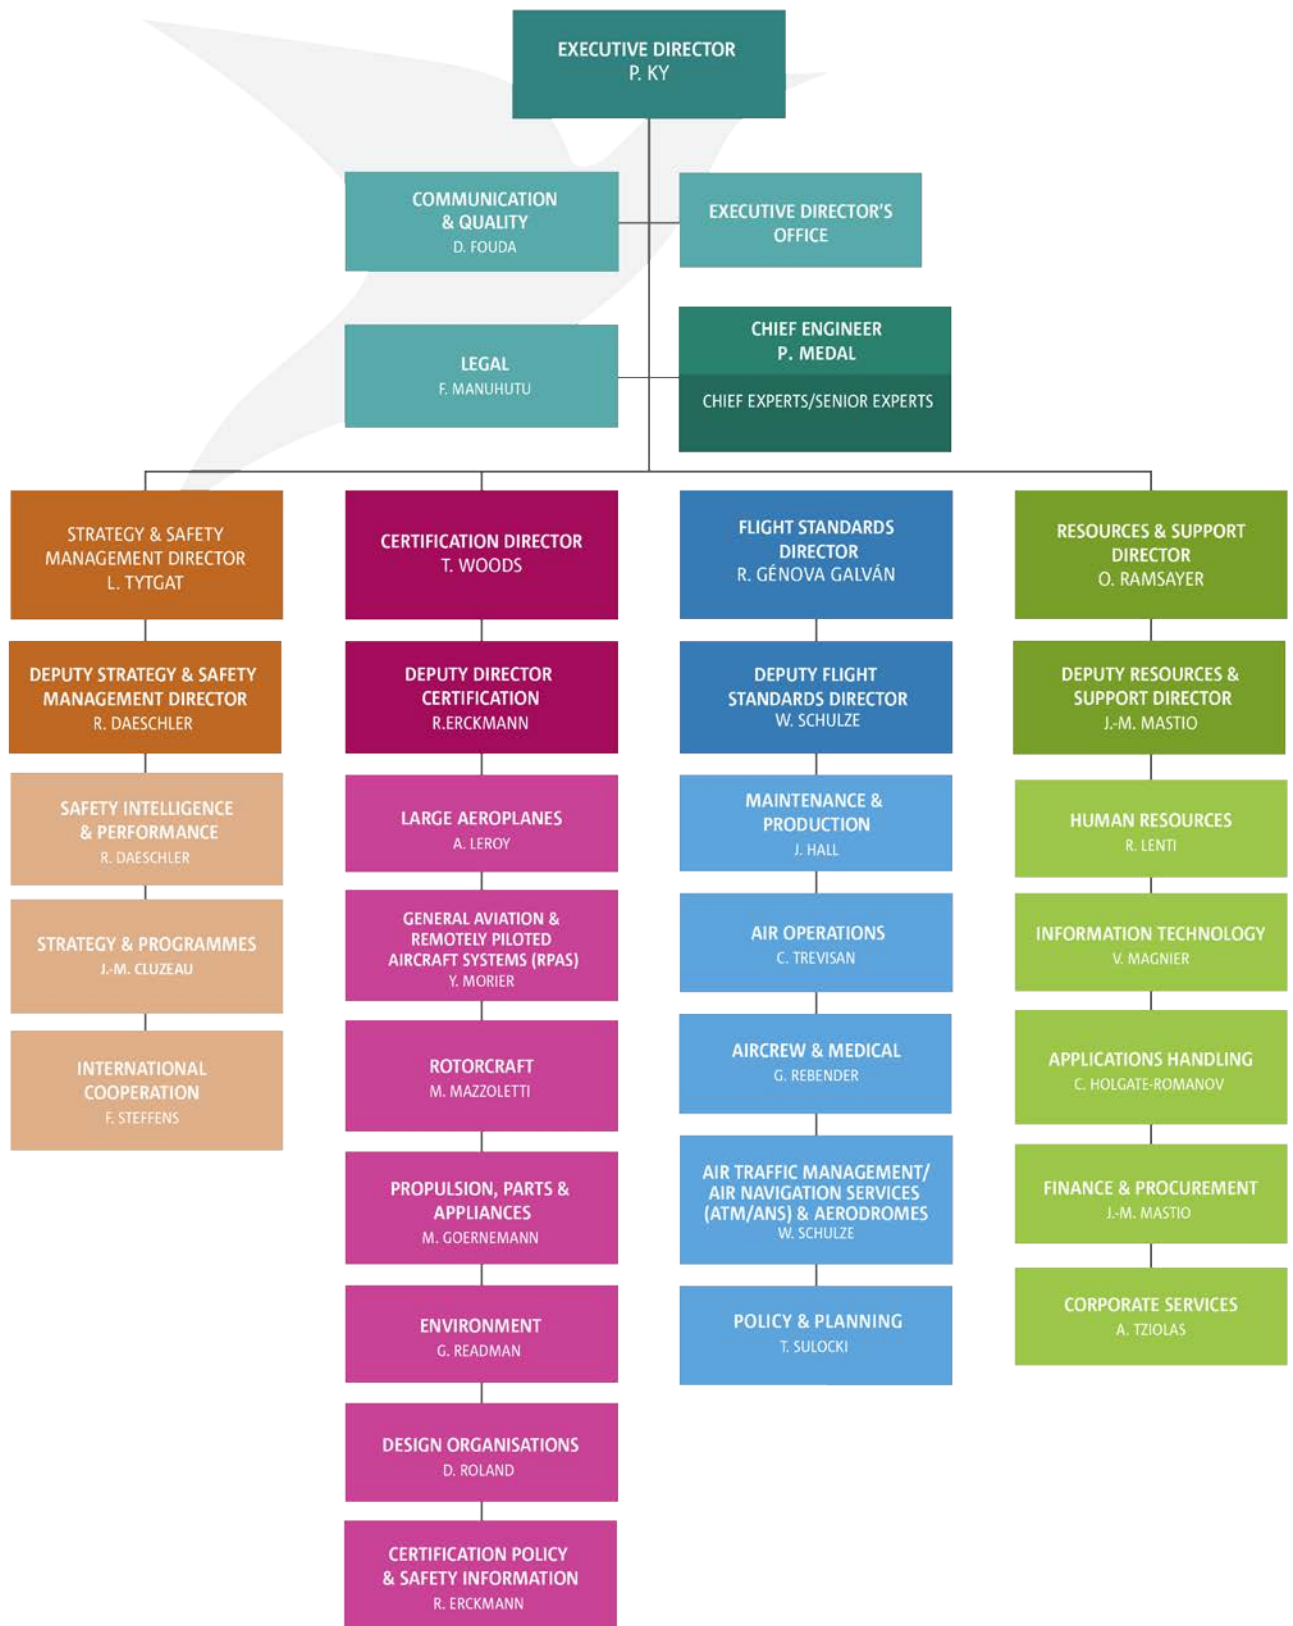 EXECUTIVE DIRECTOR
P. KY
COMMUNICATION
& QUALITY
D. FOUDA
EXECUTIVE DIRECTOR'S
OFFICE
LEGAL
F. MANUHUTU
CHIEF ENGINEER
P. MEDAL
CHIEF EXPERTS/SENIOR EXPERTS
STRATEGY & SAFETY
MANAGEMENT DIRECTOR
L. TYTGAT
DEPUTY STRATEGY & SAFETY
MANAGEMENT DIRECTOR
R. DAESCHLER
SAFETY INTELLIGENCE
& PERFORMANCE
R. DAESCHLER
STRATEGY & PROGRAMMES
J.-M. CLUZEAU
INTERNATIONAL
COOPERATION
F. STEFFENS
CERTIFICATION DIRECTOR
T. WOODS
DEPUTY DIRECTOR
CERTIFICATION
R.ERCKMANN
LARGE AEROPLANES
A. LEROY
GENERAL AVIATION &
REMOTELY PILOTED
AIRCRAFT SYSTEMS (RPAS)
Y. MORIER
ROTORCRAFT
M. MAZZOLETTI
PROPULSION, PARTS &
APPLIANCES
M. GOERNEMANN
ENVIRONMENT
G. READMAN
DESIGN ORGANISATIONS
D. ROLAND
CERTIFICATION POLICY
& SAFETY INFORMATION
R. ERCKMANN
FLIGHT STANDARDS
DIRECTOR
R. GÉNOVA GALVÁN
DEPUTY FLIGHT
STANDARDS DIRECTOR
W. SCHULZE
MAINTENANCE &
PRODUCTION
J. HALL
AIR OPERATIONS
C. TREVISAN
AIRCREW & MEDICAL
G. REBENDER
AIR TRAFFIC MANAGEMENT/
AIR NAVIGATION SERVICES
(ATM/ANS) & AERODROMES
W. SCHULZE
POLICY & PLANNING
T. SULOCKI
RESOURCES & SUPPORT
DIRECTOR
O. RAMSAYER
DEPUTY RESOURCES &
SUPPORT DIRECTOR
J.-M. MASTIO
HUMAN RESOURCES
R. LENTI
INFORMATION TECHNOLOGY
V. MAGNIER
APPLICATIONS HANDLING
C. HOLGATE-ROMANOV
FINANCE & PROCUREMENT
J.-M. MASTIO
CORPORATE SERVICES
A. TZIOLAS